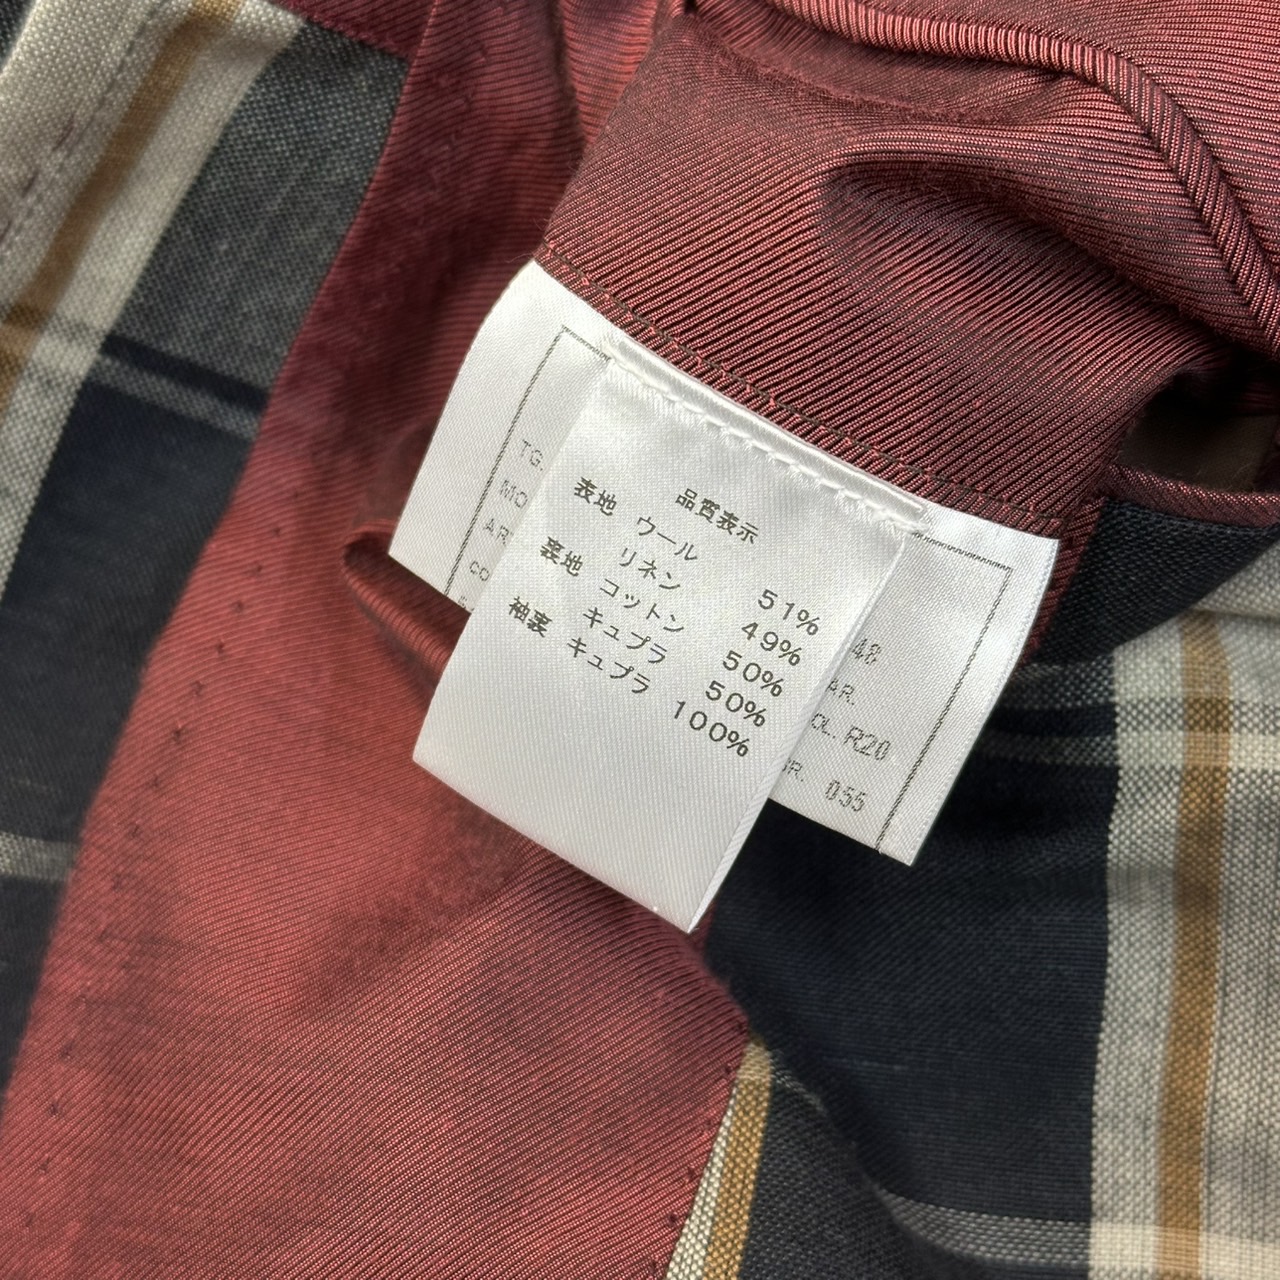 品質表示
表地 ウール 51%
リネン 49%
裏地 コットン 50%
キュプラ 50%
袖裏 キュプラ 100%
TG. 48
MO AR.
AR OL. R20
CO 055